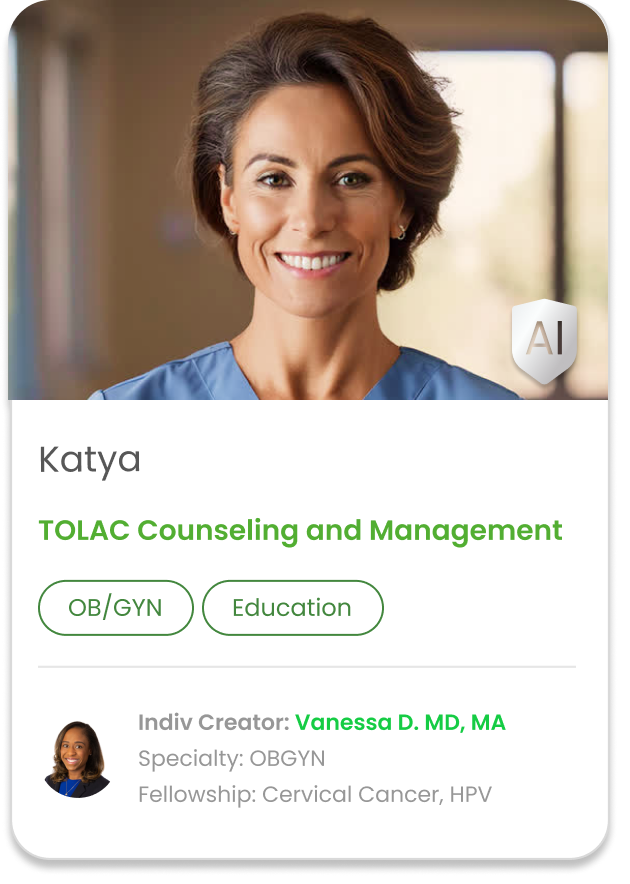 AI
Katya
TOLAC Counseling and Management
OB/GYN
Education
Indiv Creator: Vanessa D. MD, MA
Specialty: OBGYN
Fellowship: Cervical Cancer, HPV